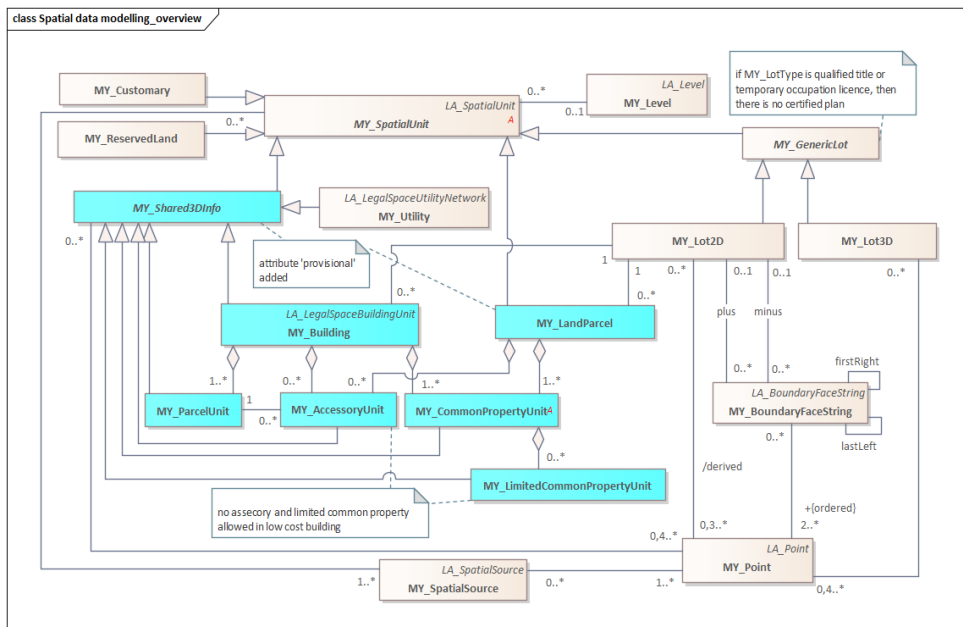 class Spatial data modelling_overview
MY_Customary
MY_ReservedLand
LA_SpatialUnit
MY_SpatialUnit
A
0..*
0..*
0..1
LA_Level
MY_Level
if MY_LotType is qualified title or
temporary occupation licence, then
there is no certified plan
MY_GenericLot
MY_Shared3DInfo
0..*
LA_LegalSpaceUtilityNetwork
MY_Utility
attribute 'provisional'
added
MY_Lot2D
MY_Lot3D
1
1
0..*
0..1
0..1
0..*
0..*
0..*
LA_LegalSpaceBuildingUnit
MY_Building
MY_LandParcel
plus
minus
1..*
0..*
0..*
1..*
1..*
0..*
0..*
firstRight
MY_ParcelUnit
1
0..*
MY_AccessoryUnit
MY_CommonPropertyUnit
A
LA_BoundaryFaceString
MY_BoundaryFaceString
0..*
lastLeft
0..*
MY_LimitedCommonPropertyUnit
/derived
no assecory and limited common property
allowed in low cost building
+{ordered}
0,4..*
0,3..*
2..*
LA_Point
MY_Point
1..*
LA_SpatialSource
MY_SpatialSource
0..*
1..*
0,4..*